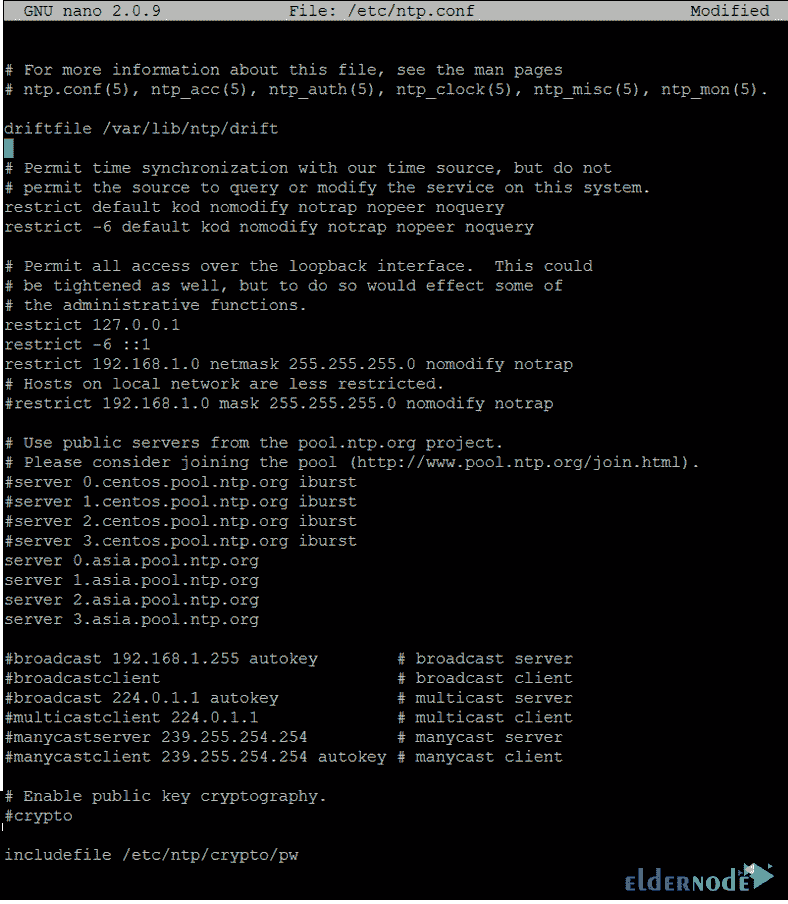 GNU nano 2.0.9 File: /etc/ntp.conf Modified
# For more information about this file, see the man pages
# ntp.conf(5), ntp_acc(5), ntp_auth(5), ntp_clock(5), ntp_misc(5), ntp_mon(5).
driftfile /var/lib/ntp/drift
# Permit time synchronization with our time source, but do not
# permit the source to query or modify the service on this system.
restrict default kod nomodify notrap nopeer noquery
restrict -6 default kod nomodify notrap nopeer noquery
# Permit all access over the loopback interface.  This could
# be tightened as well, but to do so would effect some of
# the administrative functions.
restrict 127.0.0.1
restrict -6 ::1
restrict 192.168.1.0 netmask 255.255.255.0 nomodify notrap
# Hosts on local network are less restricted.
#restrict 192.168.1.0 mask 255.255.255.0 nomodify notrap
# Use public servers from the pool.ntp.org project.
# Please consider joining the pool (http://www.pool.ntp.org/join.html).
#server 0.centos.pool.ntp.org iburst
#server 1.centos.pool.ntp.org iburst
#server 2.centos.pool.ntp.org iburst
#server 3.centos.pool.ntp.org iburst
server 0.asia.pool.ntp.org
server 1.asia.pool.ntp.org
server 2.asia.pool.ntp.org
server 3.asia.pool.ntp.org
#broadcast 192.168.1.255 autokey        # broadcast server
#broadcastclient                        # broadcast client
#broadcast 224.0.1.1 autokey            # multicast server
#multicastclient 224.0.1.1              # multicast client
#manycastserver 239.255.254.254         # manycast server
#manycastclient 239.255.254.254 autokey # manycast client
# Enable public key cryptography.
#crypto
includefile /etc/ntp/crypto/pw
elderNode